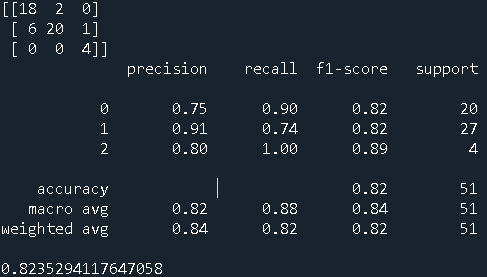 [[18  2  0]
 [ 6 20  1]
 [ 0  0  4]]
              precision    recall  f1-score   support

           0       0.75      0.90      0.82        20
           1       0.91      0.74      0.82        27
           2       0.80      1.00      0.89         4

    accuracy                           0.82        51
   macro avg       0.82      0.88      0.84        51
weighted avg       0.84      0.82      0.82        51

0.8235294117647058